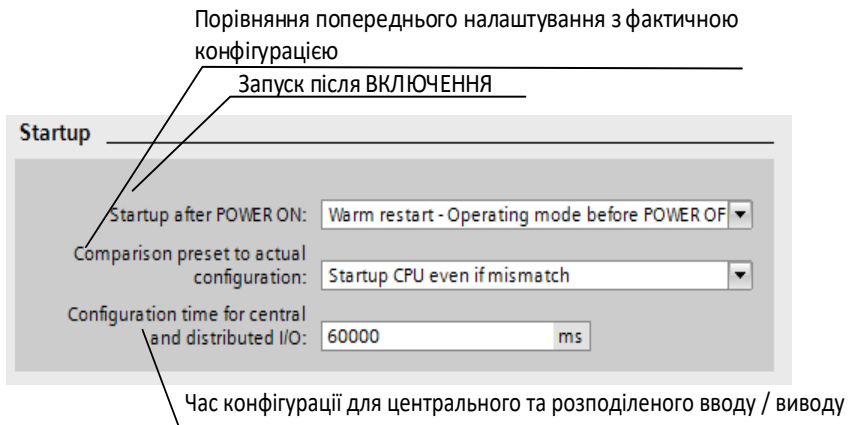 Порівняння попереднього налаштування з фактичною
конфігурацією
Запуск після ВКЛЮЧЕННЯ
Startup
Startup after POWER ON: Warm restart - Operating mode before POWER OF
Comparison preset to actual
configuration: Startup CPU even if mismatch
Configuration time for central
and distributed I/O: 60000 ms
Час конфігурації для центрального та розподіленого вводу / виводу